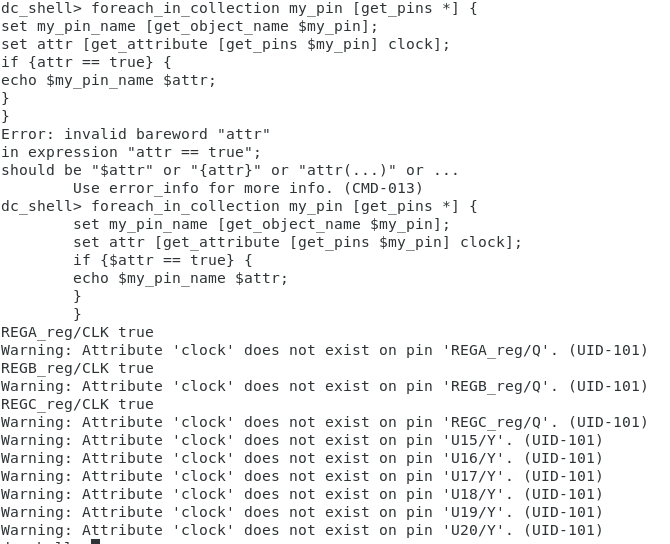 dc_shell> foreach_in_collection my_pin [get_pins *] {
set my_pin_name [get_object_name $my_pin];
set attr [get_attribute [get_pins $my_pin] clock];
if {attr == true} {
echo $my_pin_name $attr;
}
}
Error: invalid bareword "attr"
in expression "attr == true";
should be "$attr" or "{attr}" or "attr(...)" or ...
        Use error_info for more info. (CMD-013)
dc_shell> foreach_in_collection my_pin [get_pins *] {
        set my_pin_name [get_object_name $my_pin];
        set attr [get_attribute [get_pins $my_pin] clock];
        if {$attr == true} {
        echo $my_pin_name $attr;
        }
        }
REGA_reg/CLK true
Warning: Attribute 'clock' does not exist on pin 'REGA_reg/Q'. (UID-101)
REGB_reg/CLK true
Warning: Attribute 'clock' does not exist on pin 'REGB_reg/Q'. (UID-101)
REGC_reg/CLK true
Warning: Attribute 'clock' does not exist on pin 'REGC_reg/Q'. (UID-101)
Warning: Attribute 'clock' does not exist on pin 'U15/Y'. (UID-101)
Warning: Attribute 'clock' does not exist on pin 'U16/Y'. (UID-101)
Warning: Attribute 'clock' does not exist on pin 'U17/Y'. (UID-101)
Warning: Attribute 'clock' does not exist on pin 'U18/Y'. (UID-101)
Warning: Attribute 'clock' does not exist on pin 'U19/Y'. (UID-101)
Warning: Attribute 'clock' does not exist on pin 'U20/Y'. (UID-101)